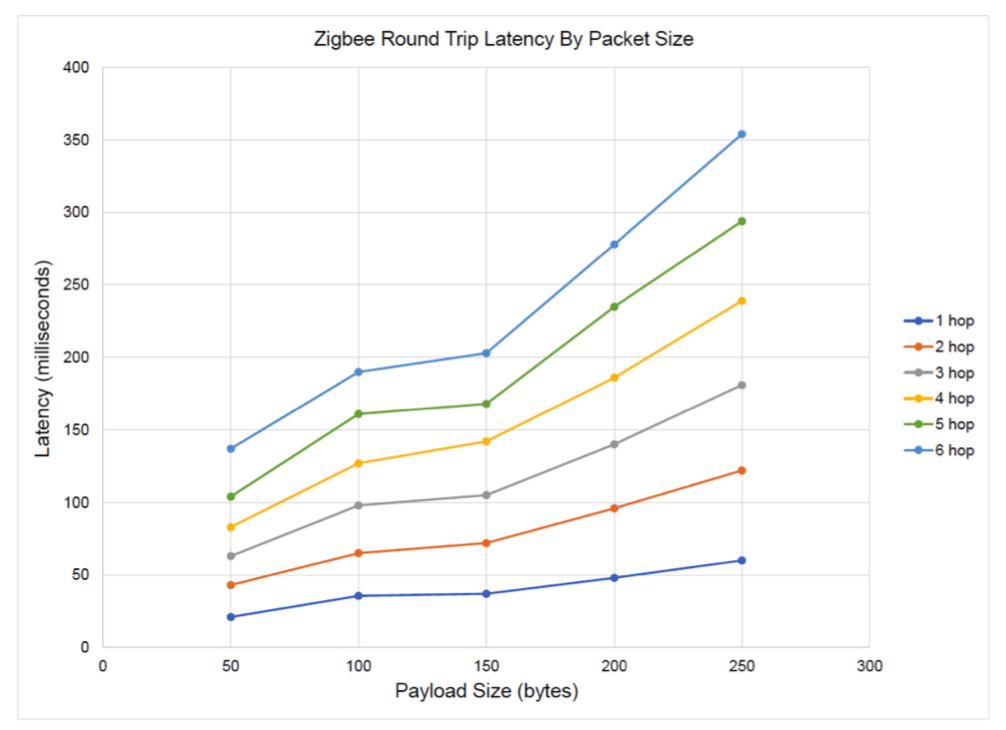 Zigbee Round Trip Latency By Packet Size
400
350
300
250
200
150
100
50
0
Latency (milliseconds)
0 50 100 150 200 250 300
Payload Size (bytes)
1 hop
2 hop
3 hop
4 hop
5 hop
6 hop